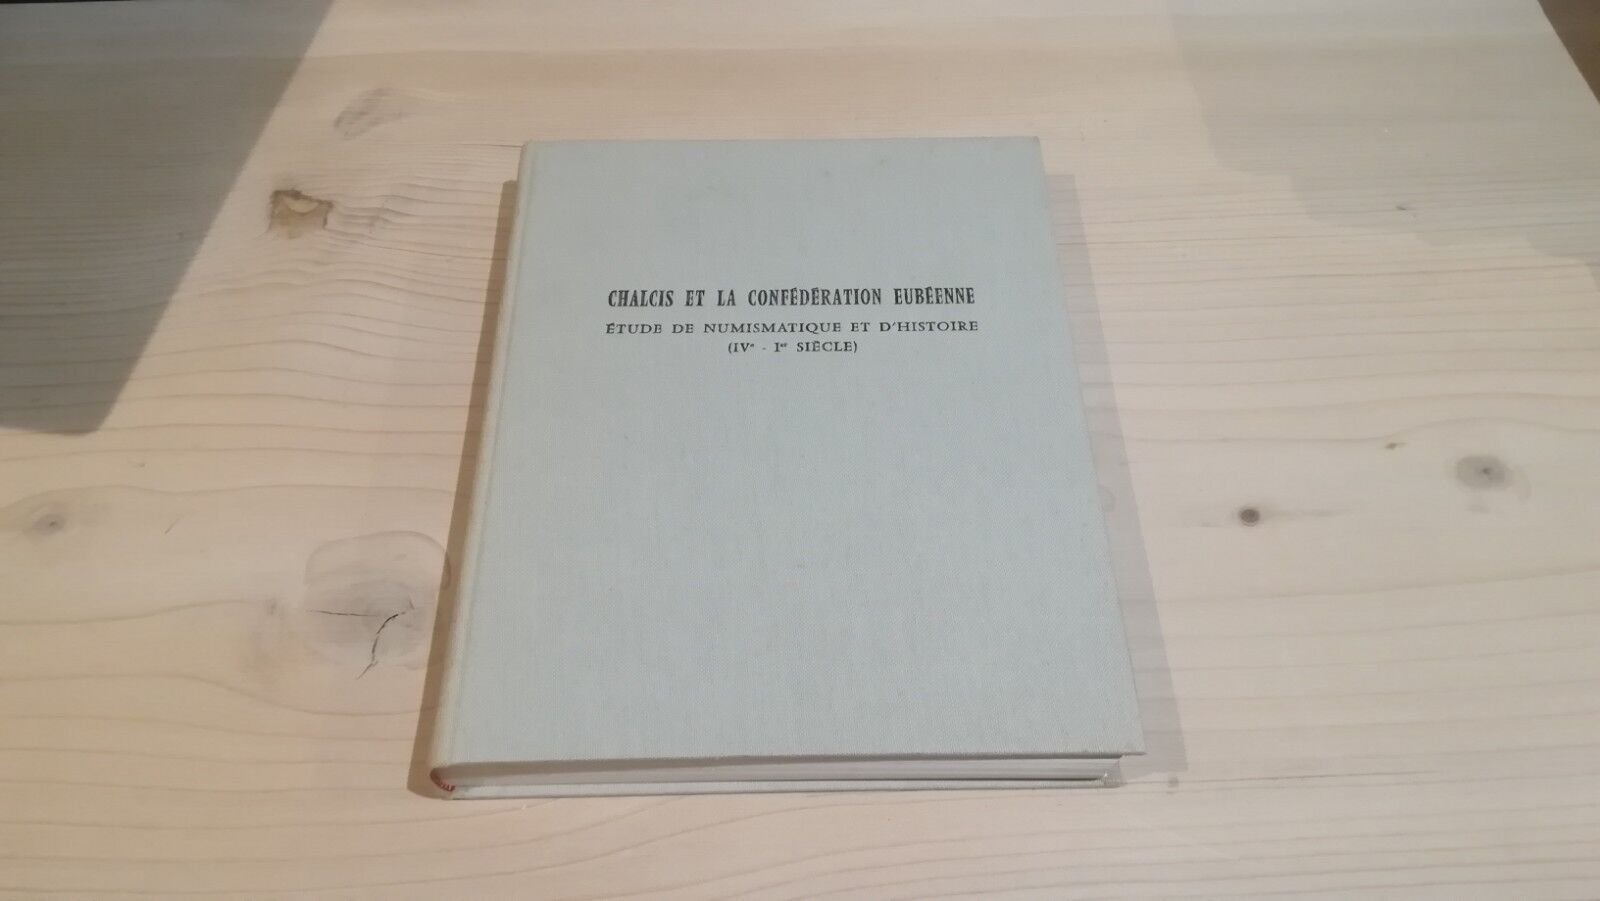 CHALCIS ET LA CONFÉDÉRATION EUBÉENNE
ÉTUDE DE NUMISMATIQUE ET D'HISTOIRE
(IVe - Ier SIÈCLE)